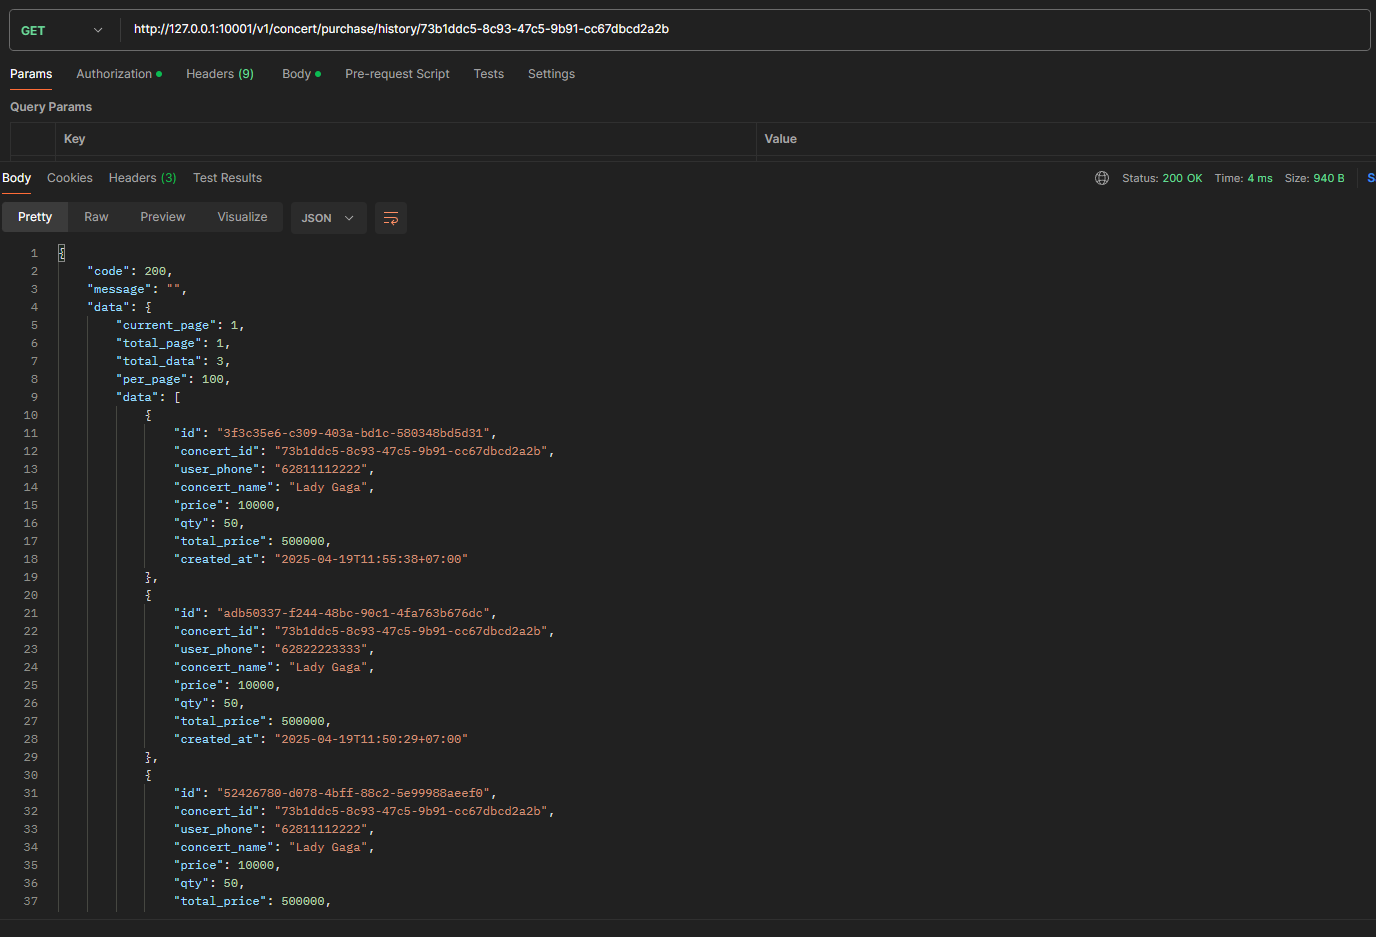 GET http://127.0.0.1:10001/v1/concert/purchase/history/73b1ddc5-8c93-47c5-9b91-cc67dbcd2a2b
Params Authorization Headers (9) Body Pre-request Script Tests Settings
Query Params
Key Value
Body Cookies Headers (3) Test Results Status: 200 OK Time: 4 ms Size: 940 B
Pretty Raw Preview Visualize JSON
1 {
2 "code": 200,
3 "message": "",
4 "data": {
5 "current_page": 1,
6 "total_page": 1,
7 "total_data": 3,
8 "per_page": 100,
9 "data": [
10 {
11 "id": "3f3c35e6-c309-403a-bd1c-580348bd5d31",
12 "concert_id": "73b1ddc5-8c93-47c5-9b91-cc67dbcd2a2b",
13 "user_phone": "62811112222",
14 "concert_name": "Lady Gaga",
15 "price": 10000,
16 "qty": 50,
17 "total_price": 500000,
18 "created_at": "2025-04-19T11:55:38+07:00"
19 },
20 {
21 "id": "adb50337-f244-48bc-90c1-4fa763b676dc",
22 "concert_id": "73b1ddc5-8c93-47c5-9b91-cc67dbcd2a2b",
23 "user_phone": "62822223333",
24 "concert_name": "Lady Gaga",
25 "price": 10000,
26 "qty": 50,
27 "total_price": 500000,
28 "created_at": "2025-04-19T11:50:29+07:00"
29 },
30 {
31 "id": "52426780-d078-4bff-88c2-5e99988aeef0",
32 "concert_id": "73b1ddc5-8c93-47c5-9b91-cc67dbcd2a2b",
33 "user_phone": "62811112222",
34 "concert_name": "Lady Gaga",
35 "price": 10000,
36 "qty": 50,
37 "total_price": 500000,